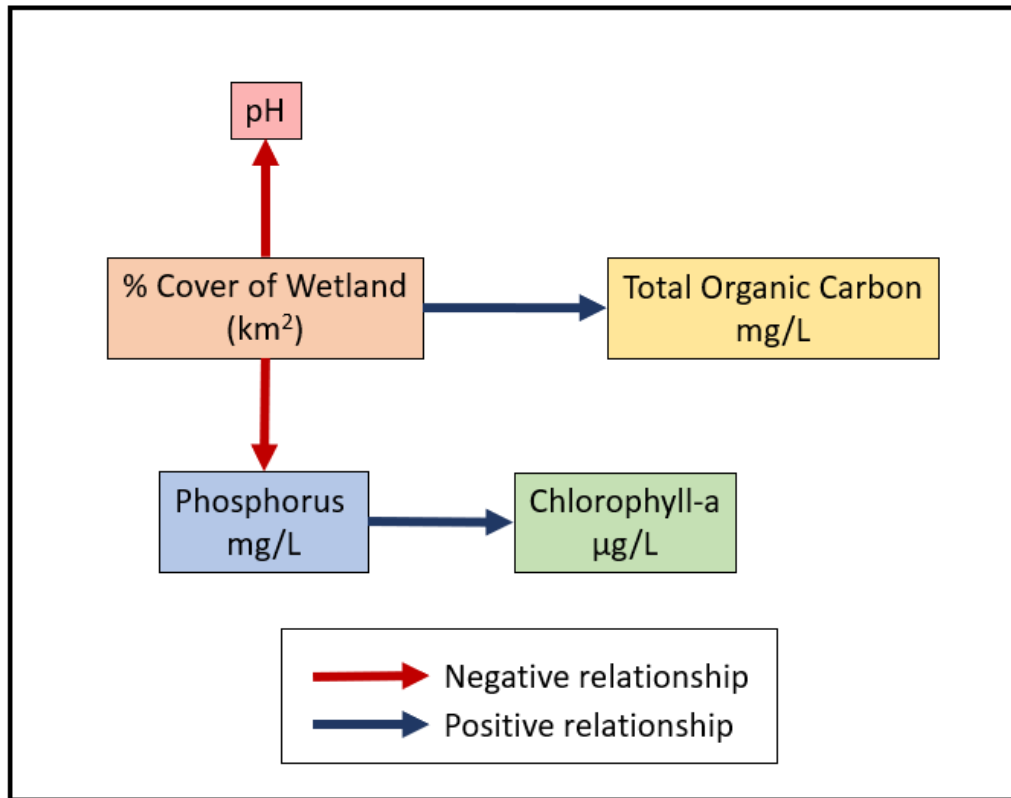 pH
% Cover of Wetland
(km²)
Total Organic Carbon
mg/L
Phosphorus
mg/L
Chlorophyll-a
µg/L
Negative relationship
Positive relationship